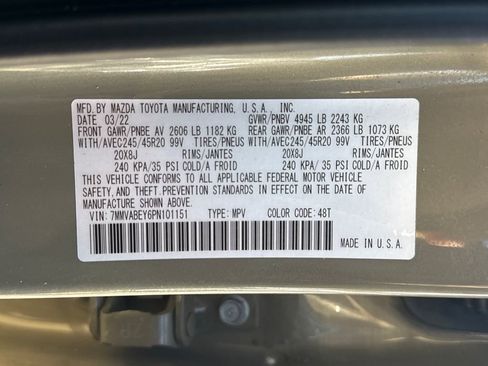 MFD. BY MAZDA TOYOTA MANUFACTURING, U.S.A., INC.
DATE 03/22 GVWR/PNBV 4945 LB 2243 KG
FRONT GAWR/PNBE AV 2606 LB 1182 KG REAR GAWR/PNBE AR 2366 LB 1073 KG
WITH/AVEC245/45R20 99V TIRES/PNEUS WITH/AVEC245/45R20 99V TIRES/PNEUS
20X8J RIMS/JANTES 20X8J RIMS/JANTES
240 KPA/35 PSI COLD/A FROID 240 KPA/35 PSI COLD/A FROID
THIS VEHICLE CONFORMS TO ALL APPLICABLE FEDERAL MOTOR VEHICLE
SAFETY, AND THEFT PREVENTION STANDARDS IN EFFECT ON THE DATE OF
MANUFACTURE SHOWN ABOVE.
VIN: 7MMVABEY6PN101151 TYPE: MPV COLOR CODE: 48T
MADE IN U.S.A.